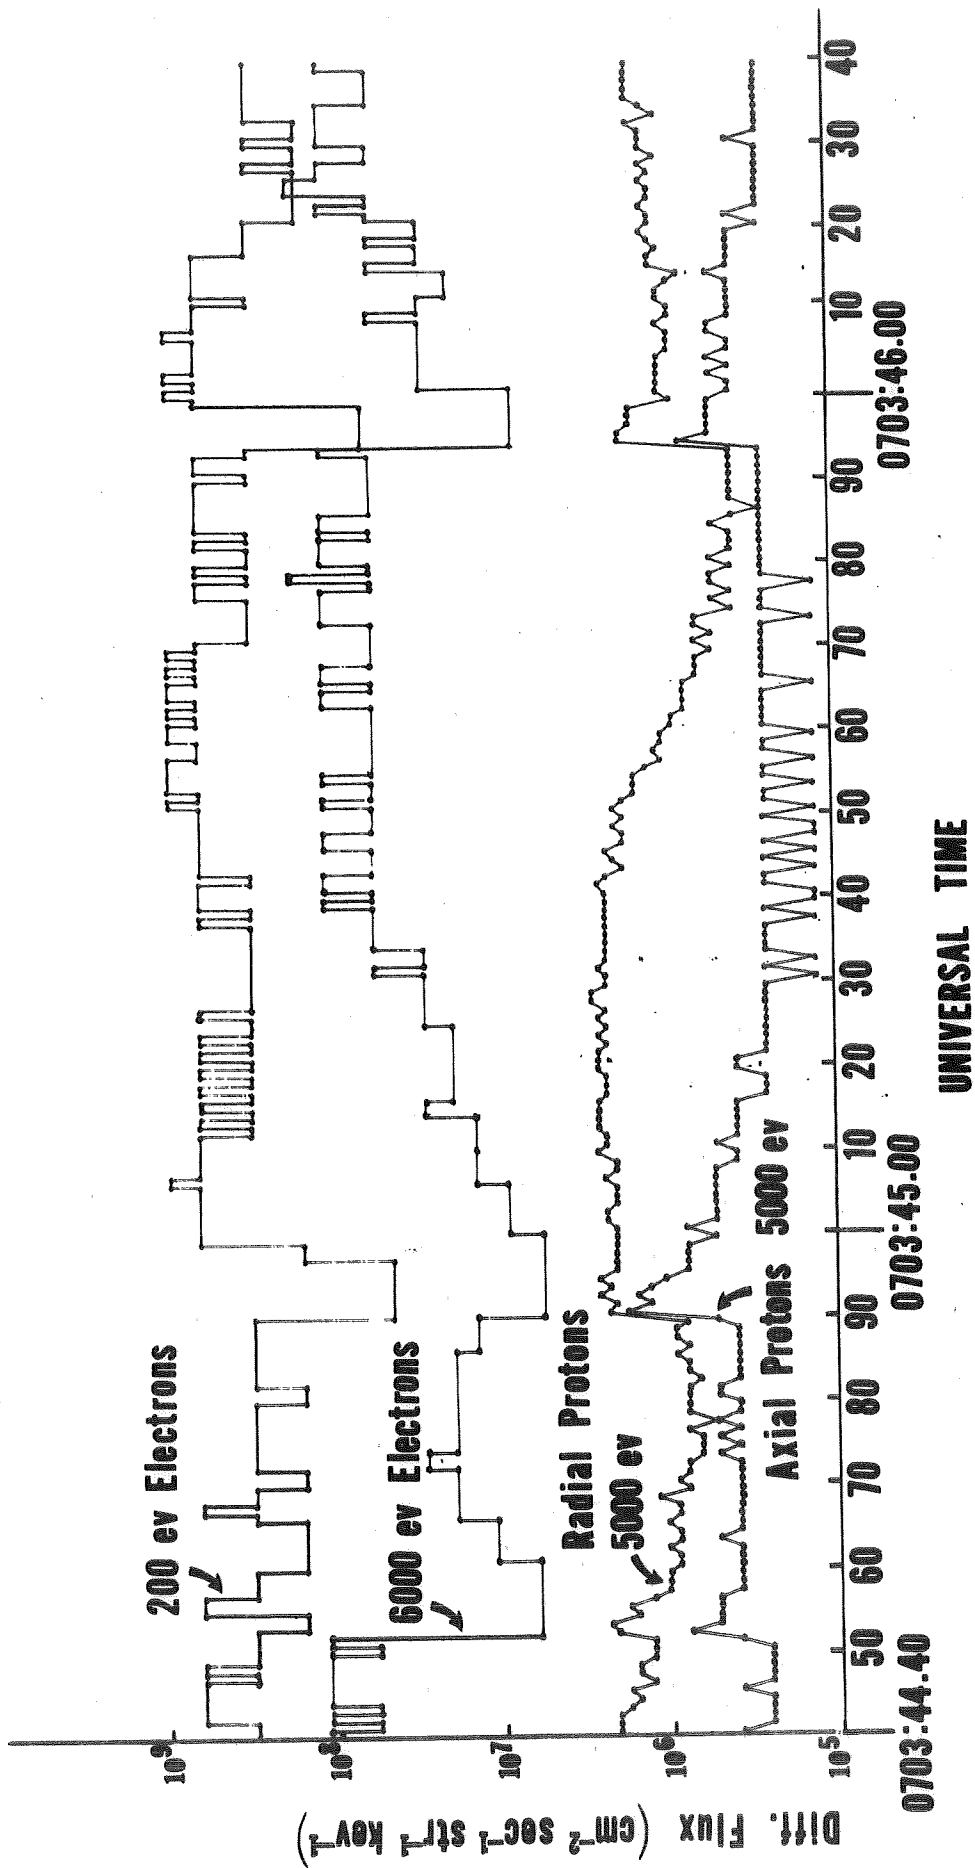 Diff. Flux (cm⁻² sec⁻¹ str⁻¹ kev⁻¹)
10⁹
10⁸
10⁷
10⁶
10⁵
200 ev Electrons
6000 ev Electrons
Radial Protons
5000 ev
Axial Protons 5000 ev
50 60 70 80 90 10 20 30 40 50 60 70 80 90 10 20 30 40
0703:44.40 0703:45.00 0703:46.00
UNIVERSAL TIME